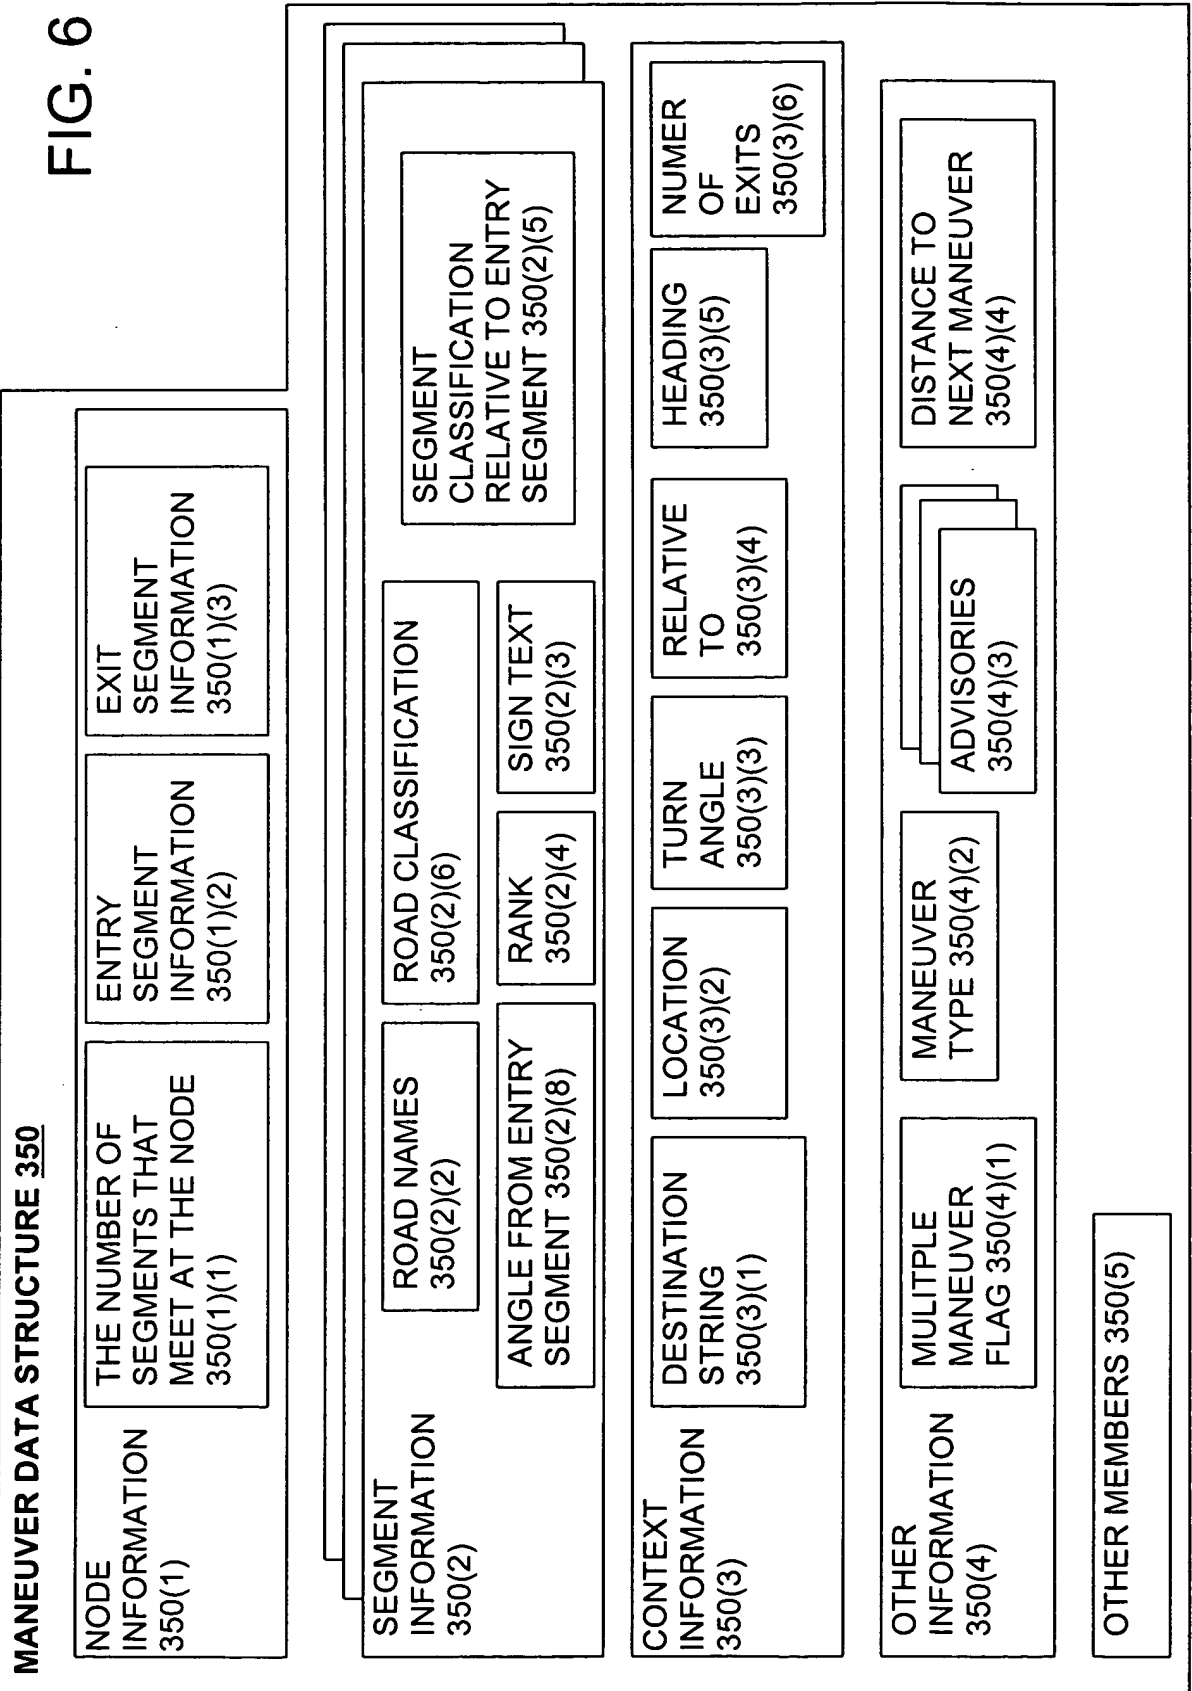 FIG. 6
MANEUVER DATA STRUCTURE 350
NODE
INFORMATION
350(1)
THE NUMBER OF
SEGMENTS THAT
MEET AT THE NODE
350(1)(1)
ENTRY
SEGMENT
INFORMATION
350(1)(2)
EXIT
SEGMENT
INFORMATION
350(1)(3)
SEGMENT
INFORMATION
350(2)
ROAD NAMES
350(2)(2)
ROAD CLASSIFICATION
350(2)(6)
ANGLE FROM ENTRY
SEGMENT 350(2)(8)
RANK
350(2)(4)
SIGN TEXT
350(2)(3)
SEGMENT
CLASSIFICATION
RELATIVE TO ENTRY
SEGMENT 350(2)(5)
CONTEXT
INFORMATION
350(3)
DESTINATION
STRING
350(3)(1)
LOCATION
350(3)(2)
TURN
ANGLE
350(3)(3)
RELATIVE
TO
350(3)(4)
HEADING
350(3)(5)
NUMER
OF
EXITS
350(3)(6)
OTHER
INFORMATION
350(4)
MULITPLE
MANEUVER
FLAG 350(4)(1)
MANEUVER
TYPE 350(4)(2)
ADVISORIES
350(4)(3)
DISTANCE TO
NEXT MANEUVER
350(4)(4)
OTHER MEMBERS 350(5)